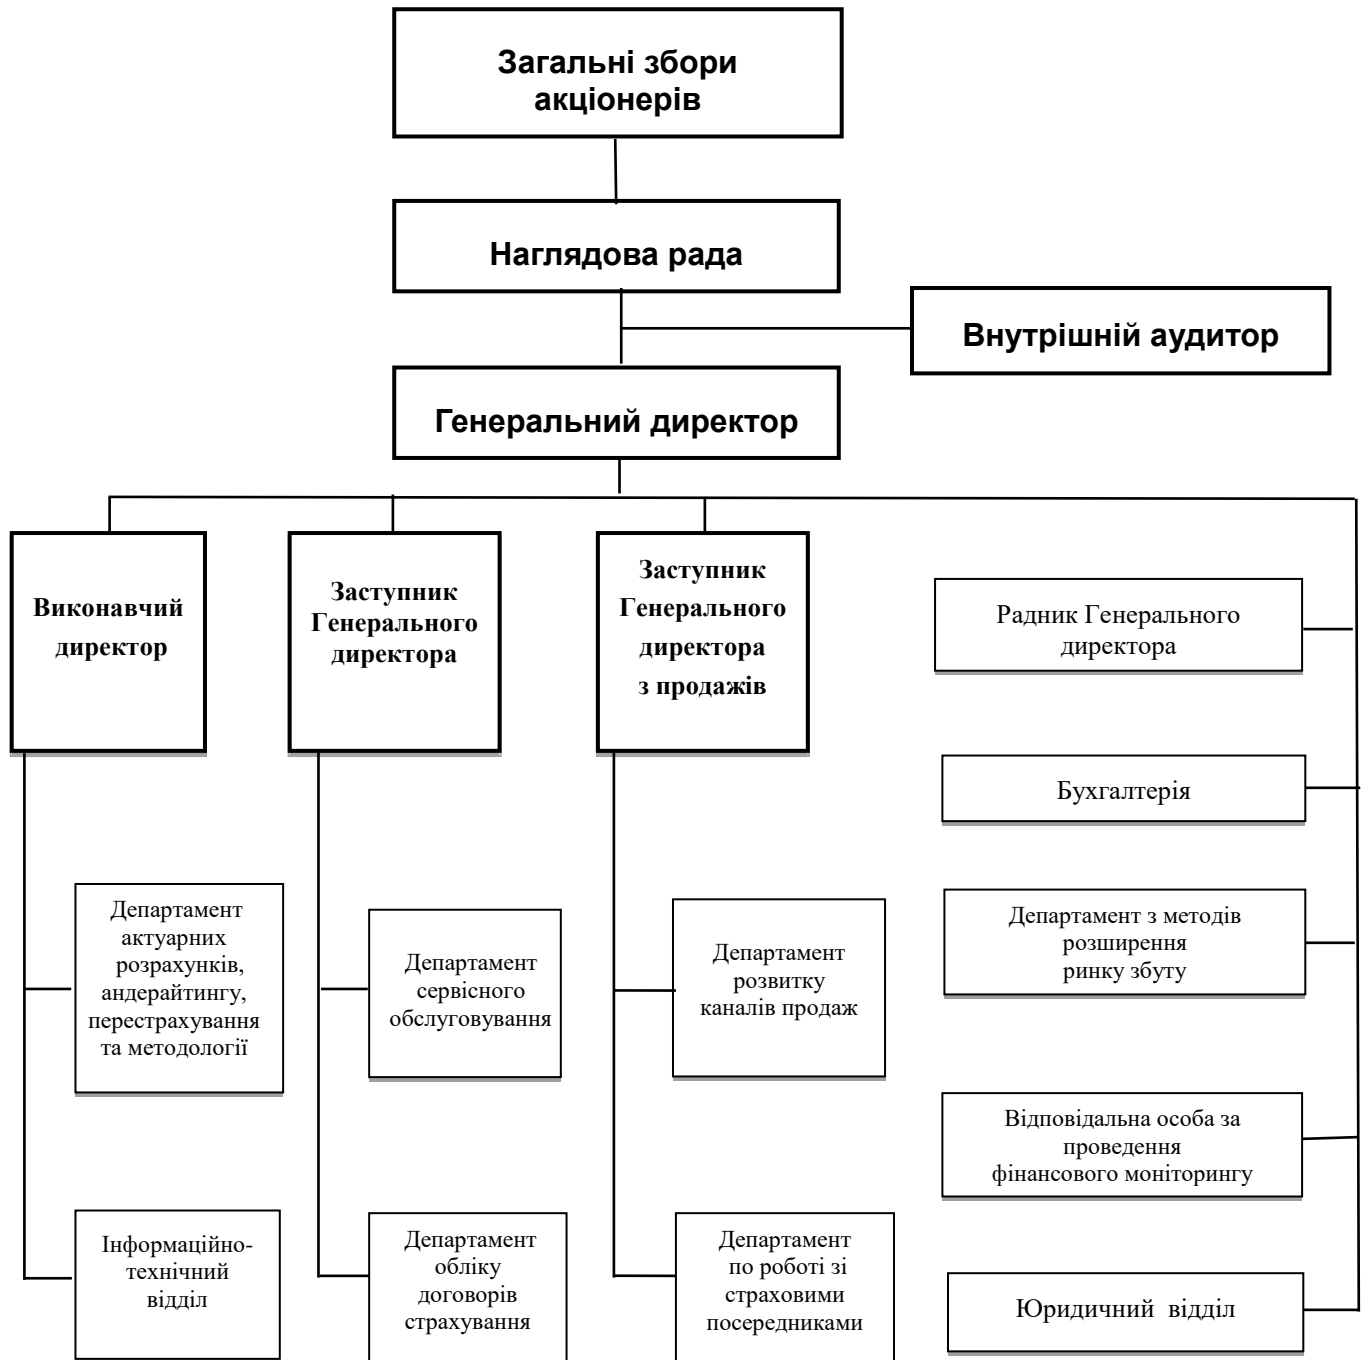 Загальні збори
акціонерів
Наглядова рада
Внутрішній аудитор
Генеральний директор
Виконавчий
директор
Заступник
Генерального
директора
Заступник
Генерального
директора
з продажів
Радник Генерального
директора
Бухгалтерія
Департамент
актуарних
розрахунків,
андерайтингу,
перестрахування
та методології
Департамент
сервісного
обслуговування
Департамент
розвитку
каналів продаж
Департамент з методів
розширення
ринку збуту
Відповідальна особа за
проведення
фінансового моніторингу
Інформаційно-
технічний
відділ
Департамент
обліку
договорів
страхування
Департамент
по роботі зі
страховими
посередниками
Юридичний відділ